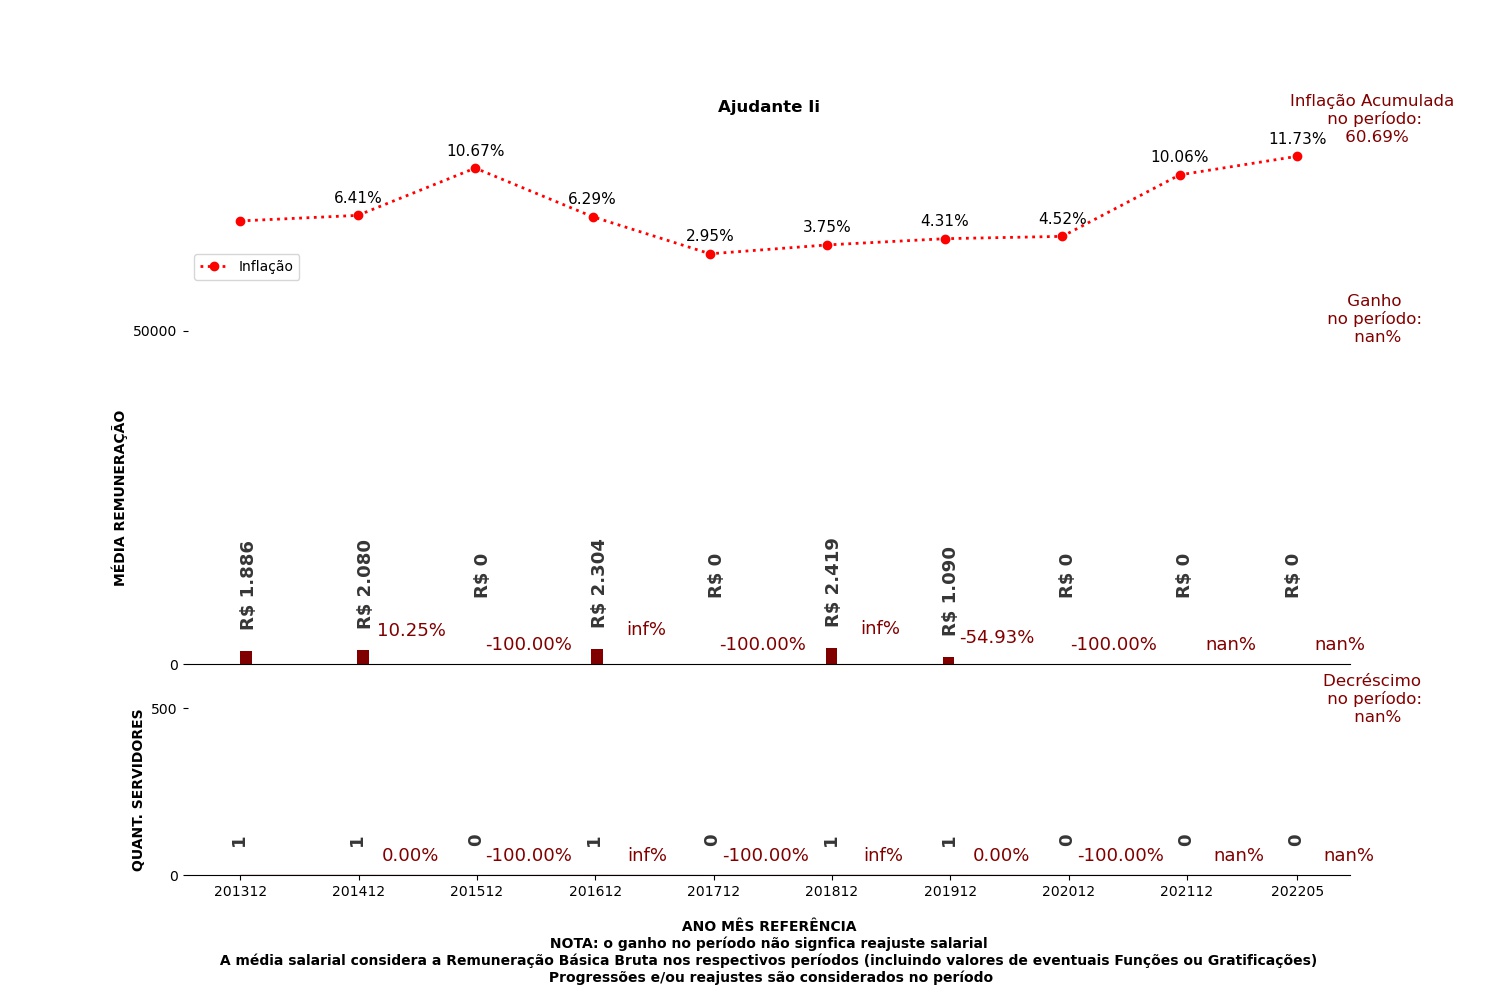 Ajudante Ii
Inflação Acumulada
no período:
60.69%
6.41%
10.67%
6.29%
2.95%
3.75%
4.31%
4.52%
10.06%
11.73%
Inflação
Ganho
no período:
nan%
50000
0
MÉDIA REMUNERAÇÃO
R$ 1.886
R$ 2.080
R$ 0
R$ 2.304
R$ 0
R$ 2.419
R$ 1.090
R$ 0
R$ 0
R$ 0
10.25%
-100.00%
inf%
-100.00%
inf%
-54.93%
-100.00%
nan%
nan%
Decréscimo
no período:
nan%
500
0
QUANT. SERVIDORES
1
1
0
1
0
1
1
0
0
0
0.00%
-100.00%
inf%
-100.00%
inf%
0.00%
-100.00%
nan%
nan%
201312
201412
201512
201612
201712
201812
201912
202012
202112
202205
ANO MÊS REFERÊNCIA
NOTA: o ganho no período não signfica reajuste salarial
A média salarial considera a Remuneração Básica Bruta nos respectivos períodos (incluindo valores de eventuais Funções ou Gratificações)
Progressões e/ou reajustes são considerados no período